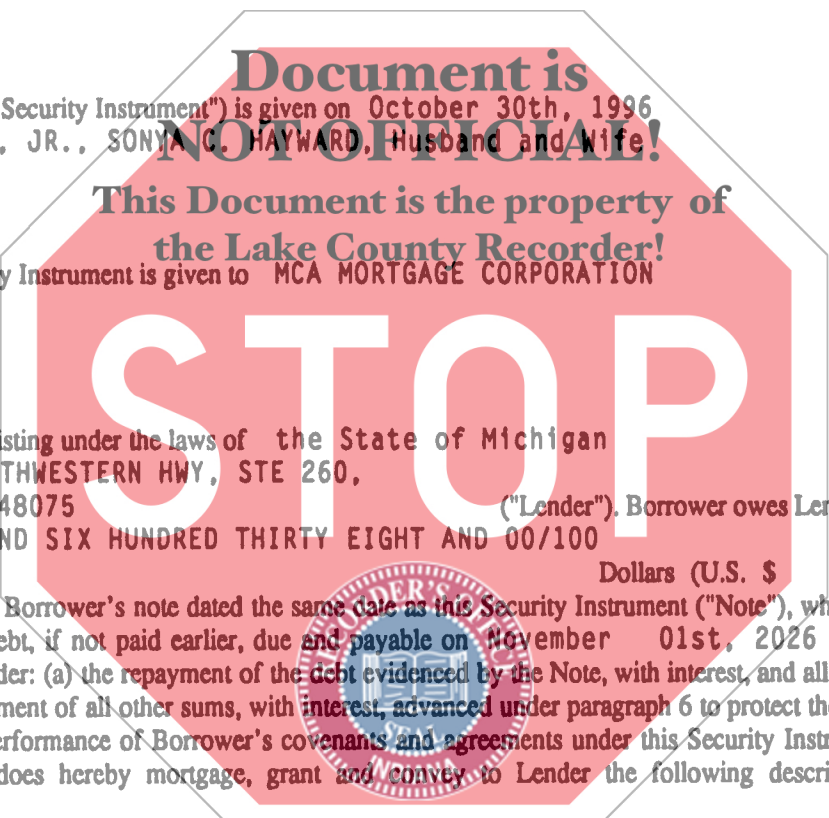 Document is
Security Instrument") is given on October 30th, 1996
, JR., SONYA C. HAYWARD, Husband and Wife
NOT OFFICIAL!
This Document is the property of
the Lake County Recorder!
y Instrument is given to MCA MORTGAGE CORPORATION
STOP
isting under the laws of the State of Michigan
THWESTERN HWY, STE 260,
48075 ("Lender"). Borrower owes Len
ND SIX HUNDRED THIRTY EIGHT AND 00/100
Dollars (U.S. $
Borrower's note dated the same date as this Security Instrument ("Note"), wh
ebt, if not paid earlier, due and payable on November 01st, 2026
der: (a) the repayment of the debt evidenced by the Note, with interest, and all
ment of all other sums, with interest, advanced under paragraph 6 to protect th
erformance of Borrower's covenants and agreements under this Security Instr
does hereby mortgage, grant and convey to Lender the following descri
RECORDER'S OFFICE
SEAL
INDIANA